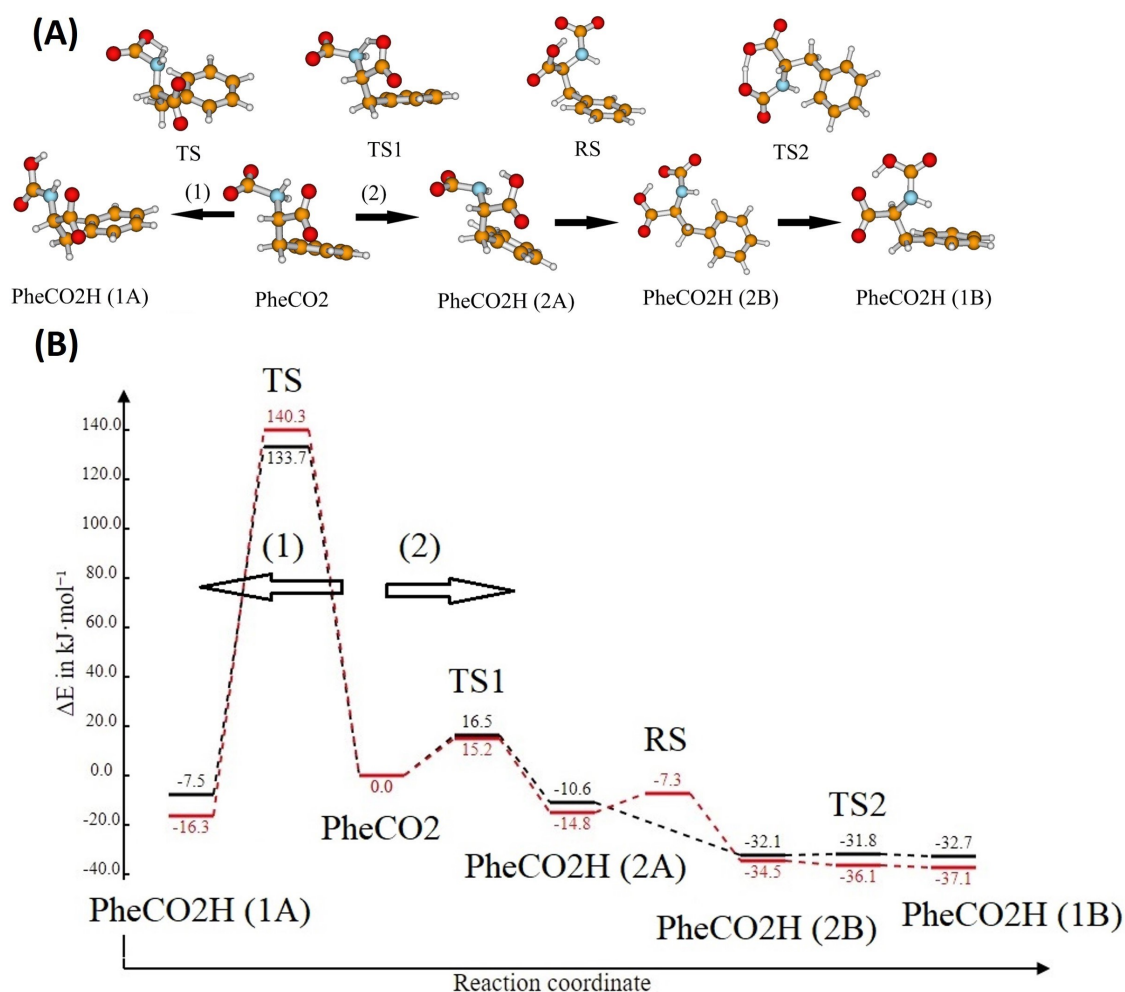 (A)
TS
TS1
RS
TS2
(1)
(2)
PheCO2H (1A)
PheCO2
PheCO2H (2A)
PheCO2H (2B)
PheCO2H (1B)
(B)
TS
140.3
133.7
140.0
120.0
100.0
80.0
60.0
40.0
20.0
0.0
-20.0
-40.0
ΔE in kJ·mol⁻¹
(1)
(2)
TS1
16.5
15.2
RS
-7.3
-7.5
-16.3
0.0
-10.6
-14.8
TS2
-32.1
-31.8
-32.7
-34.5
-36.1
-37.1
PheCO2
PheCO2H (2A)
PheCO2H (1A)
PheCO2H (2B)
PheCO2H (1B)
Reaction coordinate